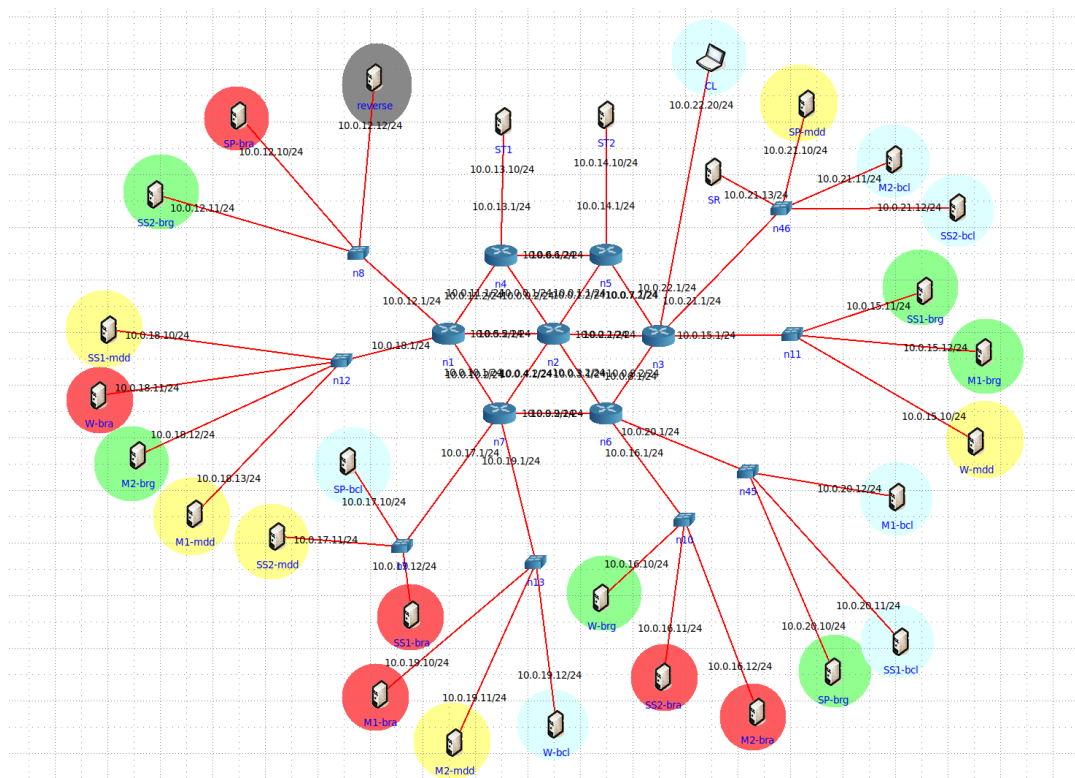 CL
10.0.22.20/24
reverse
10.0.12.12/24
SP-bra
10.0.12.10/24
SS2-brg
10.0.12.11/24
n8
10.0.12.1/24
ST1
10.0.13.10/24
10.0.13.1/24
ST2
10.0.14.10/24
10.0.14.1/24
SP-mdd
10.0.21.10/24
M2-bcl
10.0.21.11/24
SR
10.0.21.13/24
10.0.21.12/24
SS2-bcl
n46
n4
n5
10.0.22.1/24
10.0.21.1/24
SS1-brg
10.0.15.11/24
10.0.15.12/24
M1-brg
10.0.15.1/24
n11
10.0.15.10/24
W-mdd
n1
n2
n3
SS1-mdd
10.0.18.10/24
10.0.18.1/24
n12
W-bra
10.0.18.11/24
10.0.18.12/24
M2-brg
10.0.18.13/24
M1-mdd
n7
n6
10.0.17.1/24
10.0.19.1/24
10.0.20.1/24
10.0.16.1/24
SP-bcl
10.0.17.10/24
SS2-mdd
10.0.17.11/24
n45
10.0.20.12/24
M1-bcl
n10
n13
10.0.16.10/24
W-brg
SS1-bra
10.0.20.11/24
SS1-bcl
10.0.20.10/24
SP-brg
10.0.16.11/24
SS2-bra
10.0.16.12/24
M2-bra
10.0.19.10/24
M1-bra
10.0.19.11/24
M2-mdd
10.0.19.12/24
W-bcl